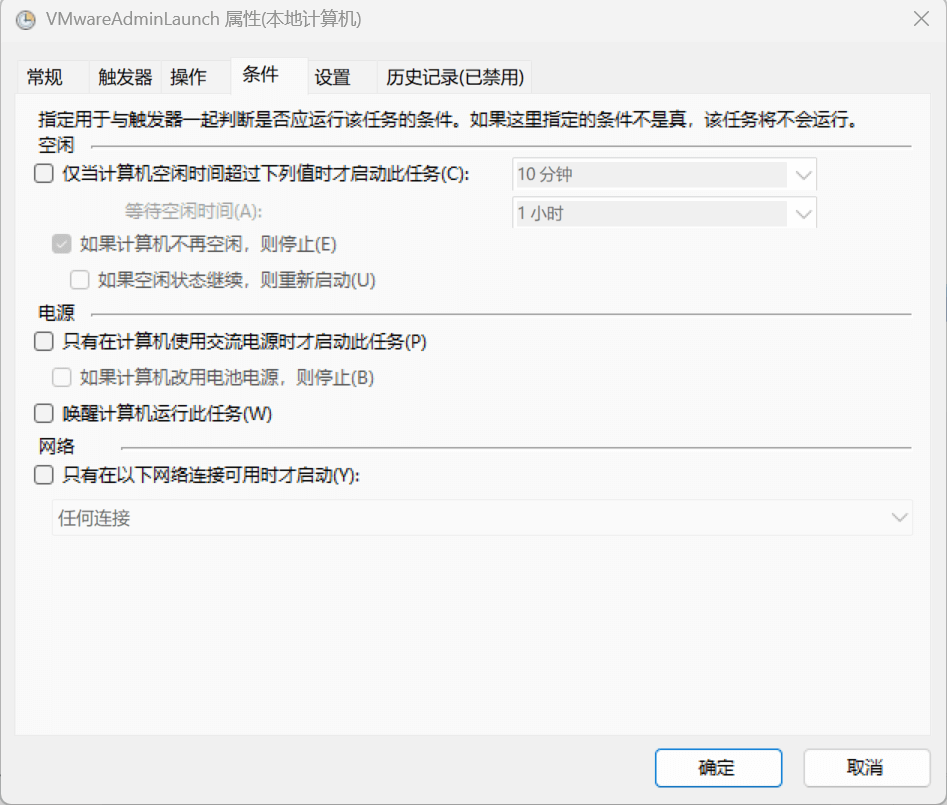 VMwareAdminLaunch 属性(本地计算机)
常规 触发器 操作 条件 设置 历史记录(已禁用)
指定用于与触发器一起判断是否应运行该任务的条件。如果这里指定的条件不是真，该任务将不会运行。
空闲
仅当计算机空闲时间超过下列值时才启动此任务(C): 10 分钟
等待空闲时间(A): 1 小时
如果计算机不再空闲，则停止(E)
如果空闲状态继续，则重新启动(U)
电源
只有在计算机使用交流电源时才启动此任务(P)
如果计算机改用电池电源，则停止(B)
唤醒计算机运行此任务(W)
网络
只有在以下网络连接可用时才启动(Y):
任何连接
确定 取消